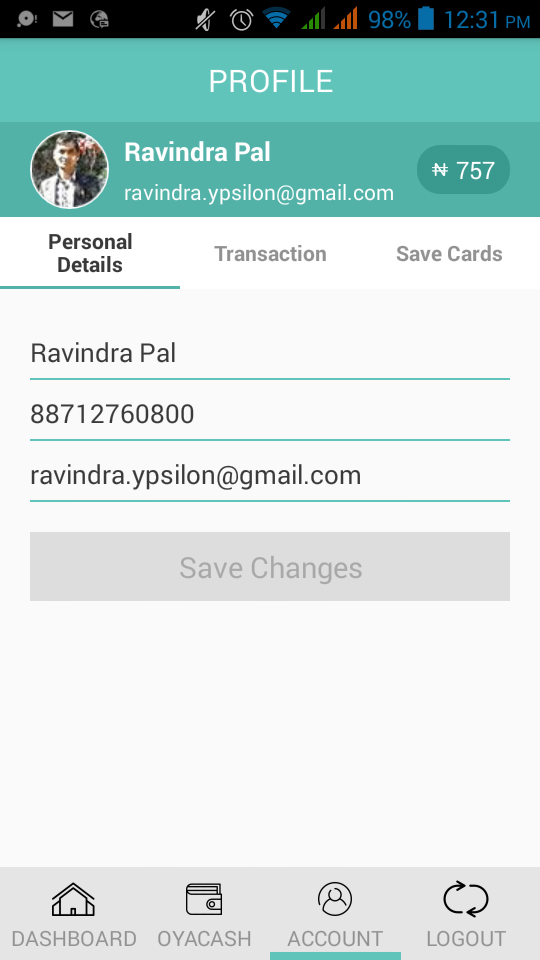 98% 12:31 PM
PROFILE
Ravindra Pal
ravindra.ypsilon@gmail.com
₦ 757
Personal
Details
Transaction
Save Cards
Ravindra Pal
88712760800
ravindra.ypsilon@gmail.com
Save Changes
DASHBOARD
OYACASH
ACCOUNT
LOGOUT